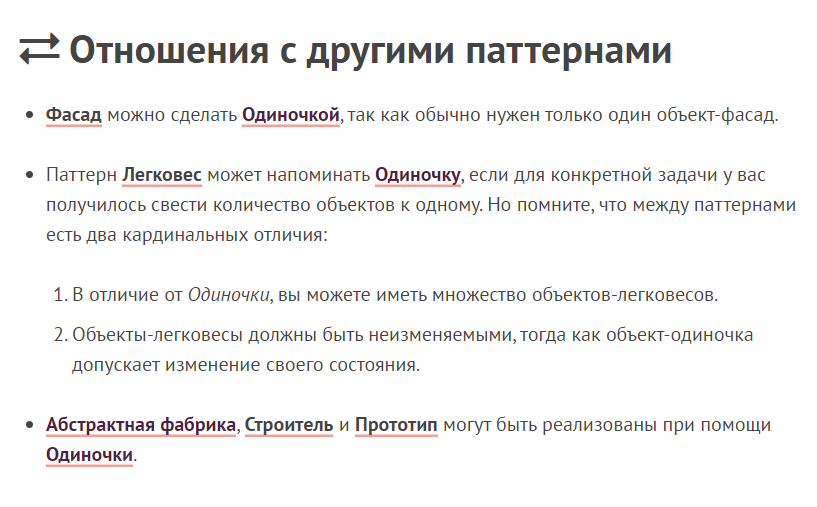 Отношения с другими паттернами
Фасад можно сделать Одиночкой, так как обычно нужен только один объект-фасад.
Паттерн Легковес может напоминать Одиночку, если для конкретной задачи у вас
получилось свести количество объектов к одному. Но помните, что между паттернами
есть два кардинальных отличия:
1. В отличие от Одиночки, вы можете иметь множество объектов-легковесов.
2. Объекты-легковесы должны быть неизменяемыми, тогда как объект-одиночка
допускает изменение своего состояния.
Абстрактная фабрика, Строитель и Прототип могут быть реализованы при помощи
Одиночки.